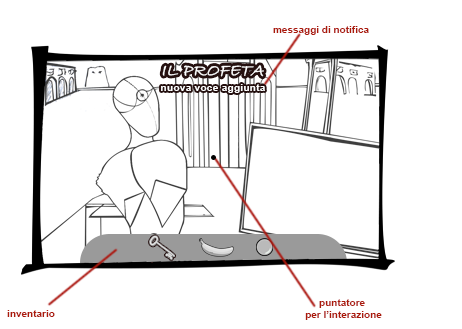 messaggi di notifica
IL PROFETA
nuova voce aggiunta
inventario
puntatore
per l'interazione